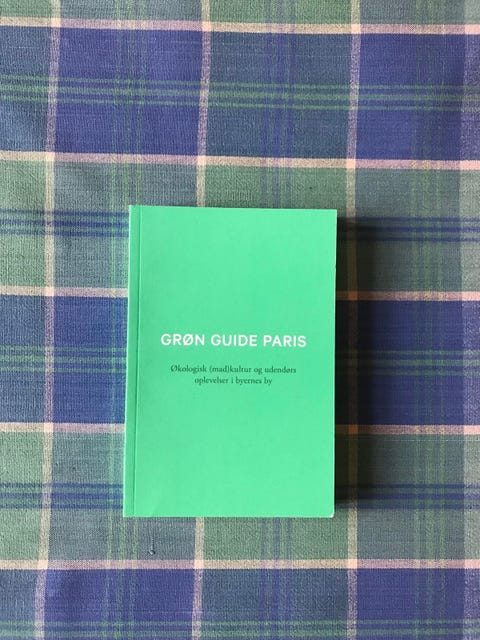 GRØN GUIDE PARIS
Økologisk (mad)kultur og udendørs
oplevelser i byernes by